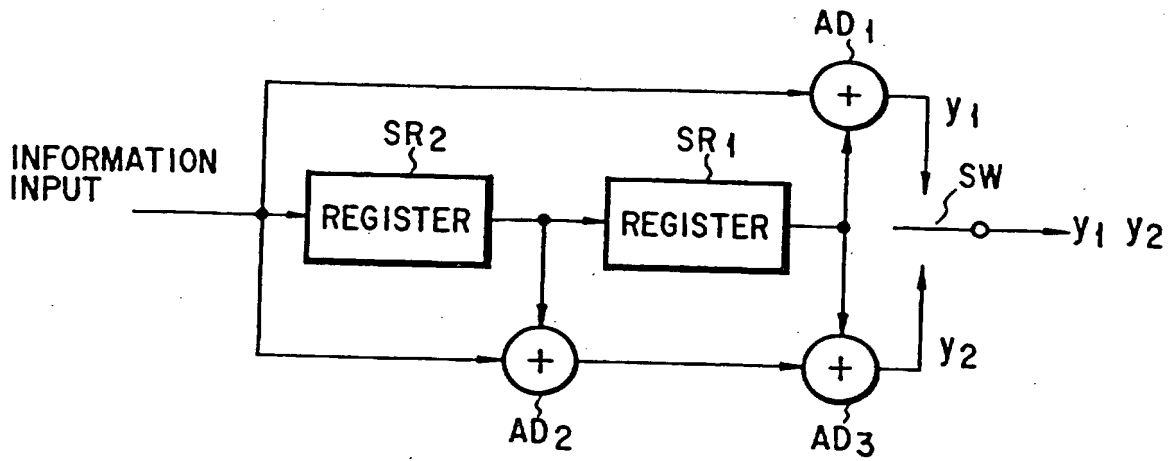 AD1
y1
SR2
SR1
INFORMATION
INPUT
REGISTER
REGISTER
SW
y1 y2
+
+
+
y2
AD2
AD3